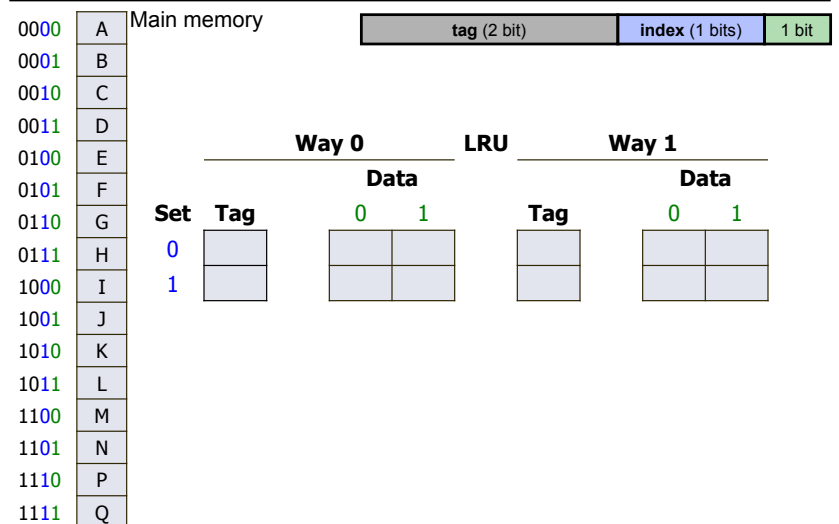 Main memory
tag (2 bit) index (1 bits) 1 bit
0000 A
0001 B
0010 C
0011 D
0100 E
0101 F
0110 G
0111 H
1000 I
1001 J
1010 K
1011 L
1100 M
1101 N
1110 P
1111 Q
Way 0 LRU Way 1
Data Data
Set Tag 0 1 Tag 0 1
0
1